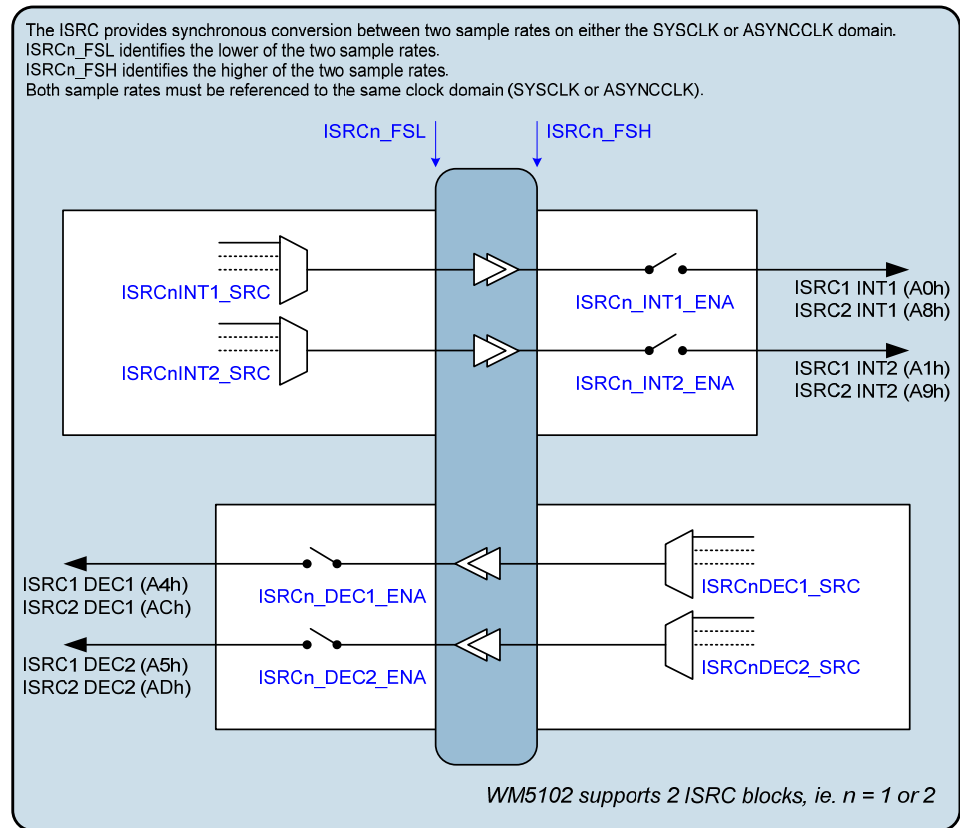 The ISRC provides synchronous conversion between two sample rates on either the SYSCLK or ASYNCCLK domain.
ISRCn_FSL identifies the lower of the two sample rates.
ISRCn_FSH identifies the higher of the two sample rates.
Both sample rates must be referenced to the same clock domain (SYSCLK or ASYNCCLK).
ISRCn_FSL
ISRCn_FSH
ISRCnINT1_SRC
ISRCn_INT1_ENA
ISRC1 INT1 (A0h)
ISRC2 INT1 (A8h)
ISRCnINT2_SRC
ISRCn_INT2_ENA
ISRC1 INT2 (A1h)
ISRC2 INT2 (A9h)
ISRC1 DEC1 (A4h)
ISRC2 DEC1 (ACh)
ISRCn_DEC1_ENA
ISRCnDEC1_SRC
ISRC1 DEC2 (A5h)
ISRC2 DEC2 (ADh)
ISRCn_DEC2_ENA
ISRCnDEC2_SRC
WM5102 supports 2 ISRC blocks, ie. n = 1 or 2